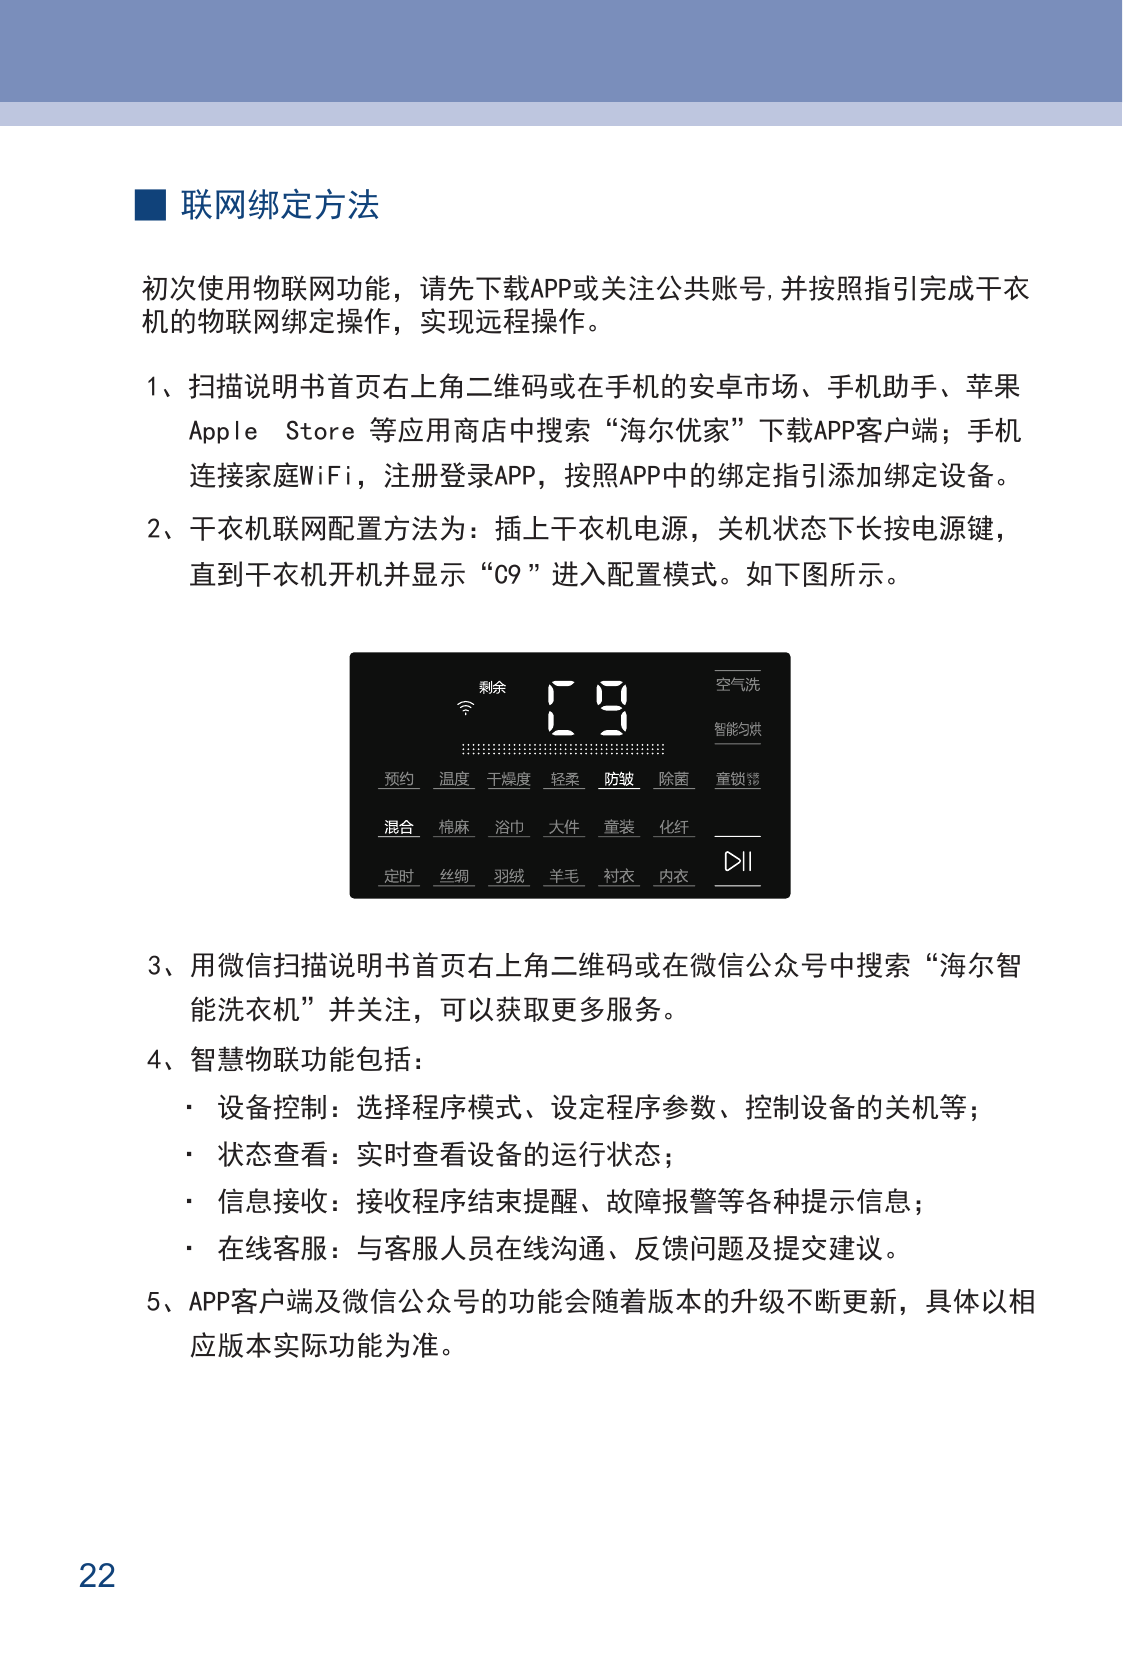 联网绑定方法
初次使用物联网功能，请先下载APP或关注公共账号,并按照指引完成干衣
机的物联网绑定操作，实现远程操作。
1、扫描说明书首页右上角二维码或在手机的安卓市场、手机助手、苹果
Apple Store 等应用商店中搜索“海尔优家”下载APP客户端；手机
连接家庭WiFi，注册登录APP，按照APP中的绑定指引添加绑定设备。
2、干衣机联网配置方法为：插上干衣机电源，关机状态下长按电源键，
直到干衣机开机并显示“C9”进入配置模式。如下图所示。
剩余 C9 空气洗
智能匀烘
预约 温度 干燥度 轻柔 防皱 除菌 童锁
混合 棉麻 浴巾 大件 童装 化纤
定时 丝绸 羽绒 羊毛 衬衣 内衣
3、用微信扫描说明书首页右上角二维码或在微信公众号中搜索“海尔智
能洗衣机”并关注，可以获取更多服务。
4、智慧物联功能包括：
· 设备控制：选择程序模式、设定程序参数、控制设备的关机等；
· 状态查看：实时查看设备的运行状态；
· 信息接收：接收程序结束提醒、故障报警等各种提示信息；
· 在线客服：与客服人员在线沟通、反馈问题及提交建议。
5、APP客户端及微信公众号的功能会随着版本的升级不断更新，具体以相
应版本实际功能为准。
22